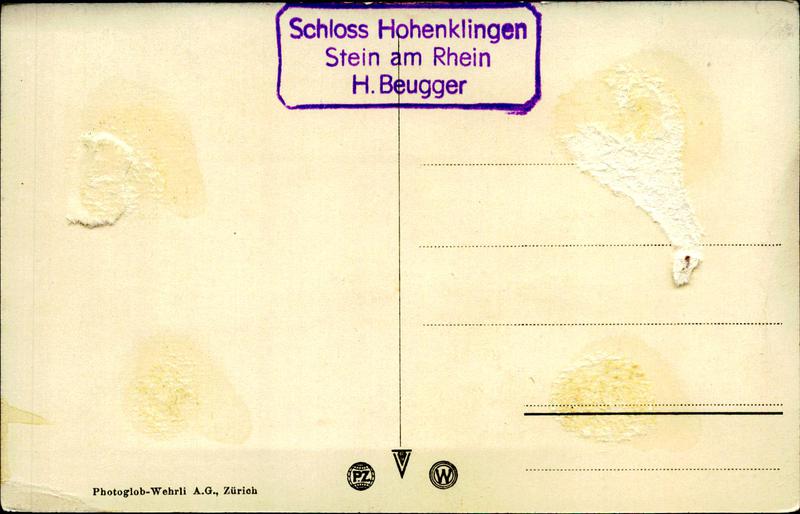 Schloss Hohenklingen
Stein am Rhein
H. Beugger
PZ
W
Photoglob-Wehrli A.G., Zürich